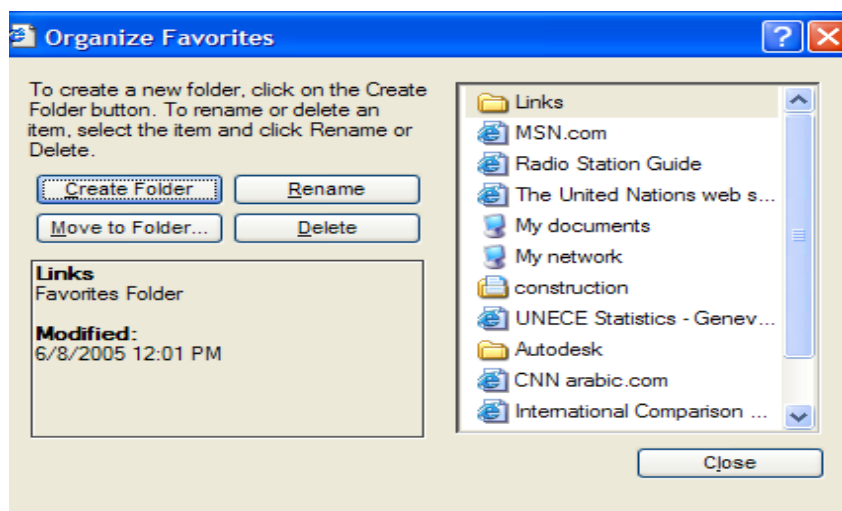 Organize Favorites
To create a new folder, click on the Create
Folder button. To rename or delete an
item, select the item and click Rename or
Delete.
Create Folder
Rename
Move to Folder...
Delete
Links
Favorites Folder
Modified:
6/8/2005 12:01 PM
Links
MSN.com
Radio Station Guide
The United Nations web s...
My documents
My network
construction
UNECE Statistics - Genev...
Autodesk
CNN arabic.com
International Comparison ...
Close